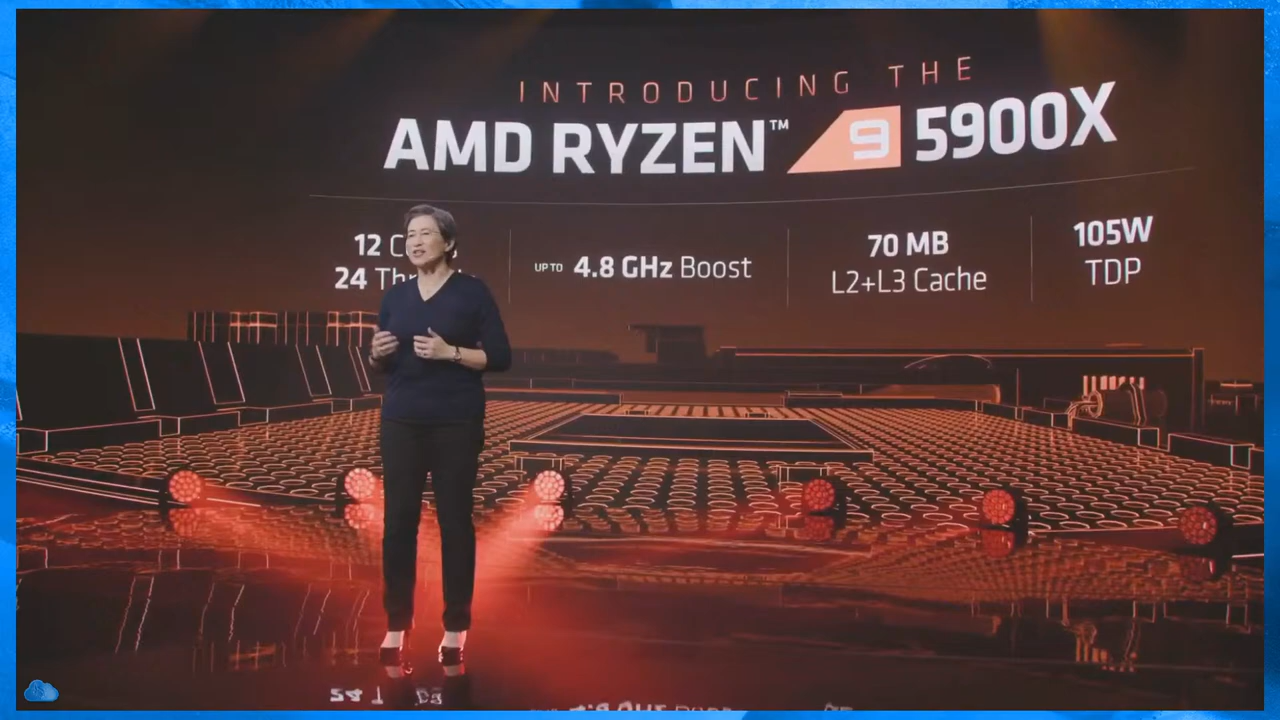 INTRODUCING THE
AMD RYZEN™ 9 5900X
12 C
24 Thr
UP TO 4.8 GHz Boost
70 MB
L2+L3 Cache
105W
TDP